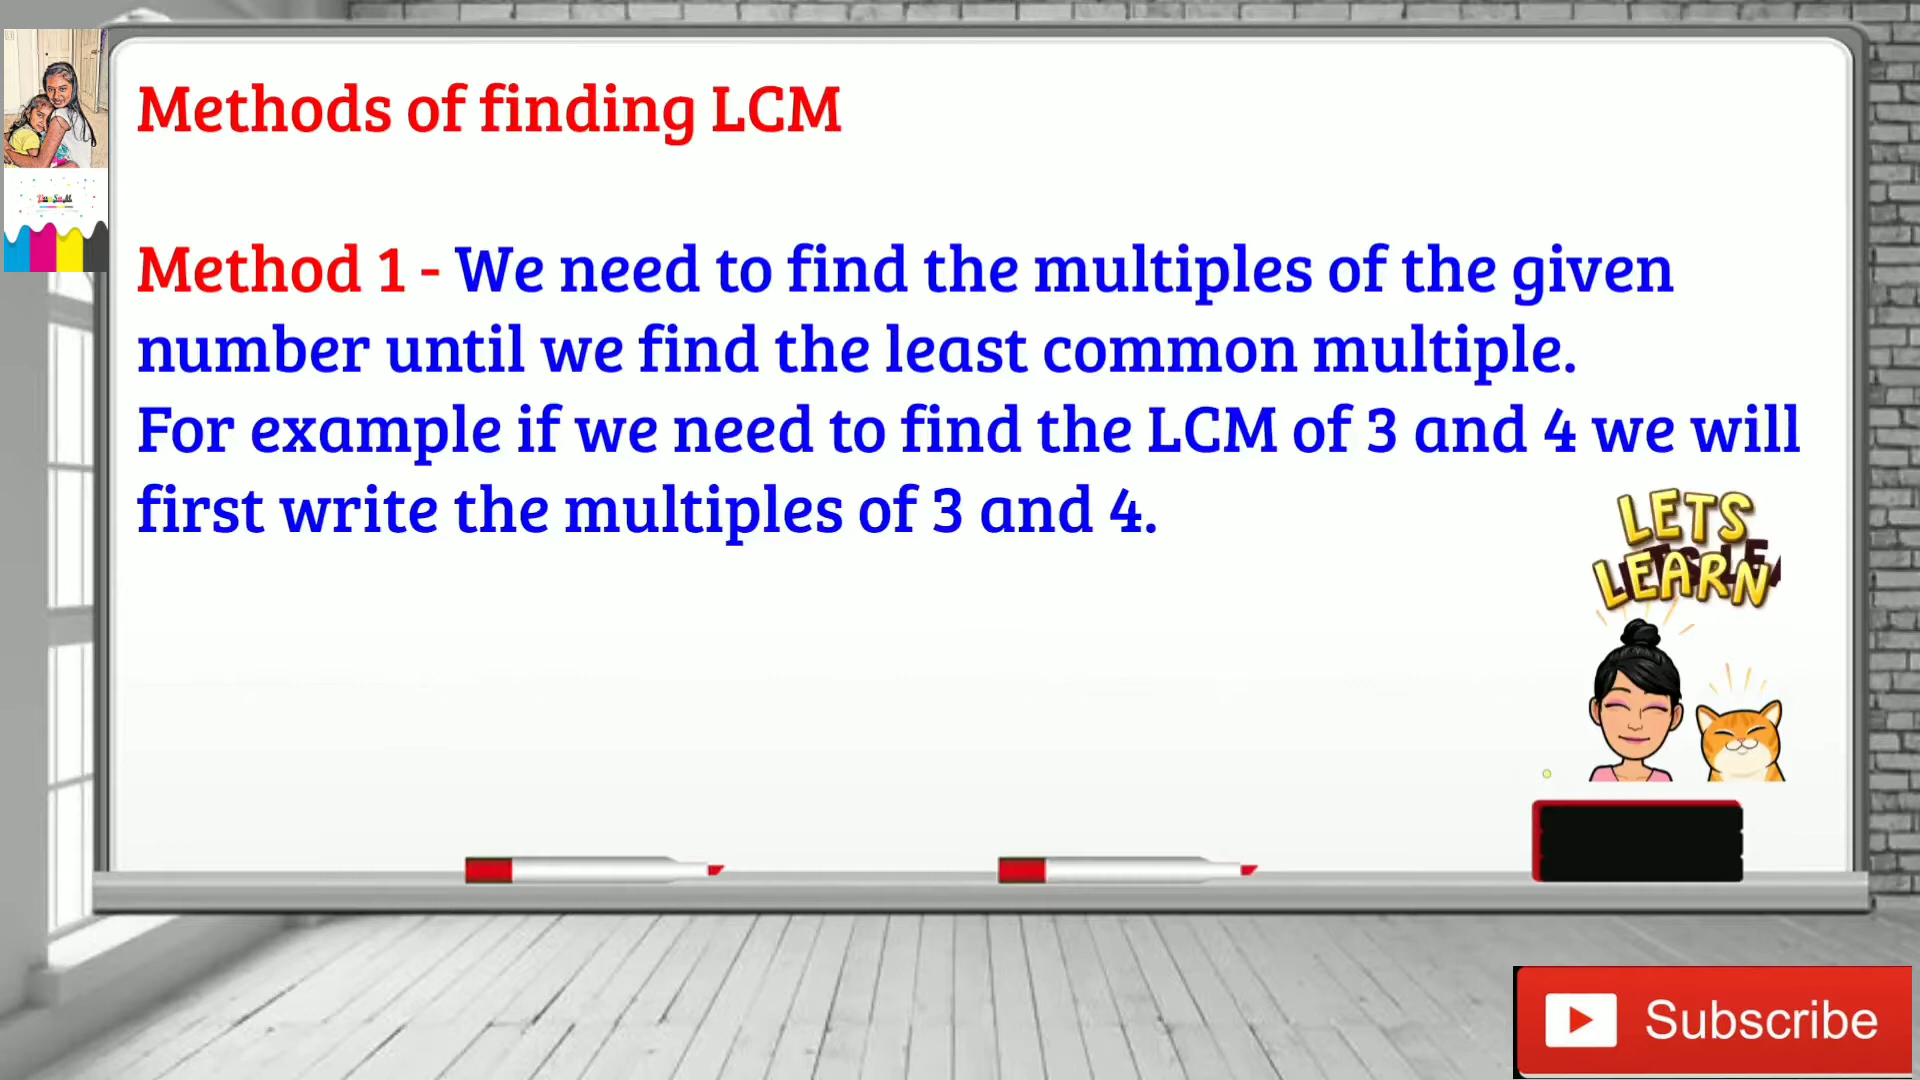 Methods of finding LCM
Method 1 - We need to find the multiples of the given
number until we find the least common multiple.
For example if we need to find the LCM of 3 and 4 we will
first write the multiples of 3 and 4.
LETS
LEARN
Subscribe